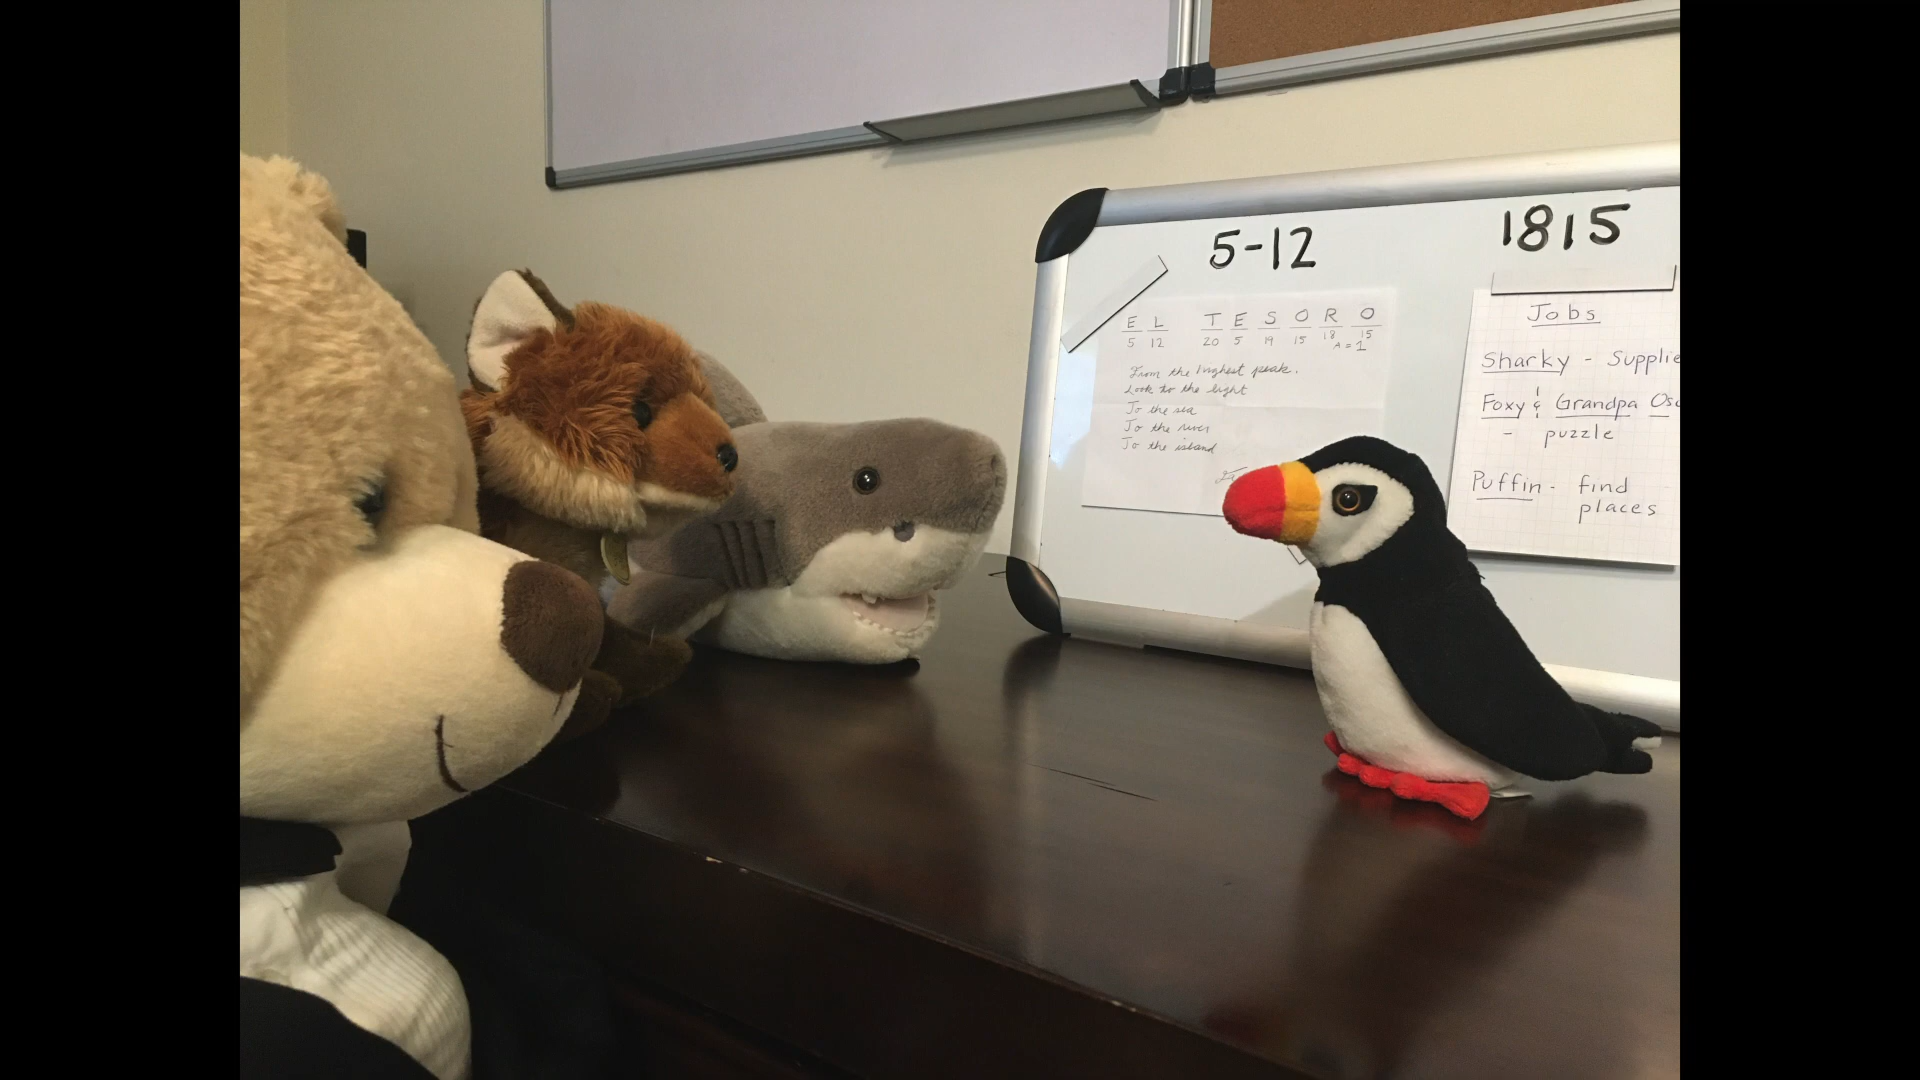 5-12
1815
E L T E S O R O
5 12 20 5 19 15 18 15
A = 1
From the highest peak.
Look to the light
To the sea
To the river
To the island
Jobs
Sharky - Supplie
Foxy & Grandpa Osc
- puzzle
Puffin - find
places